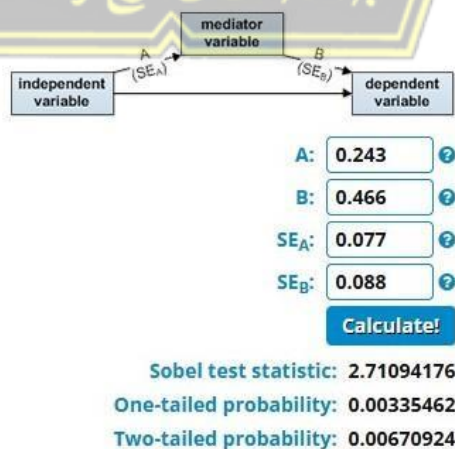 mediator
variable
A
(SEA)
B
(SEB)
independent
variable
dependent
variable
A: 0.243 ?
B: 0.466 ?
SEA: 0.077 ?
SEB: 0.088 ?
Calculate!
Sobel test statistic: 2.71094176
One-tailed probability: 0.00335462
Two-tailed probability: 0.00670924